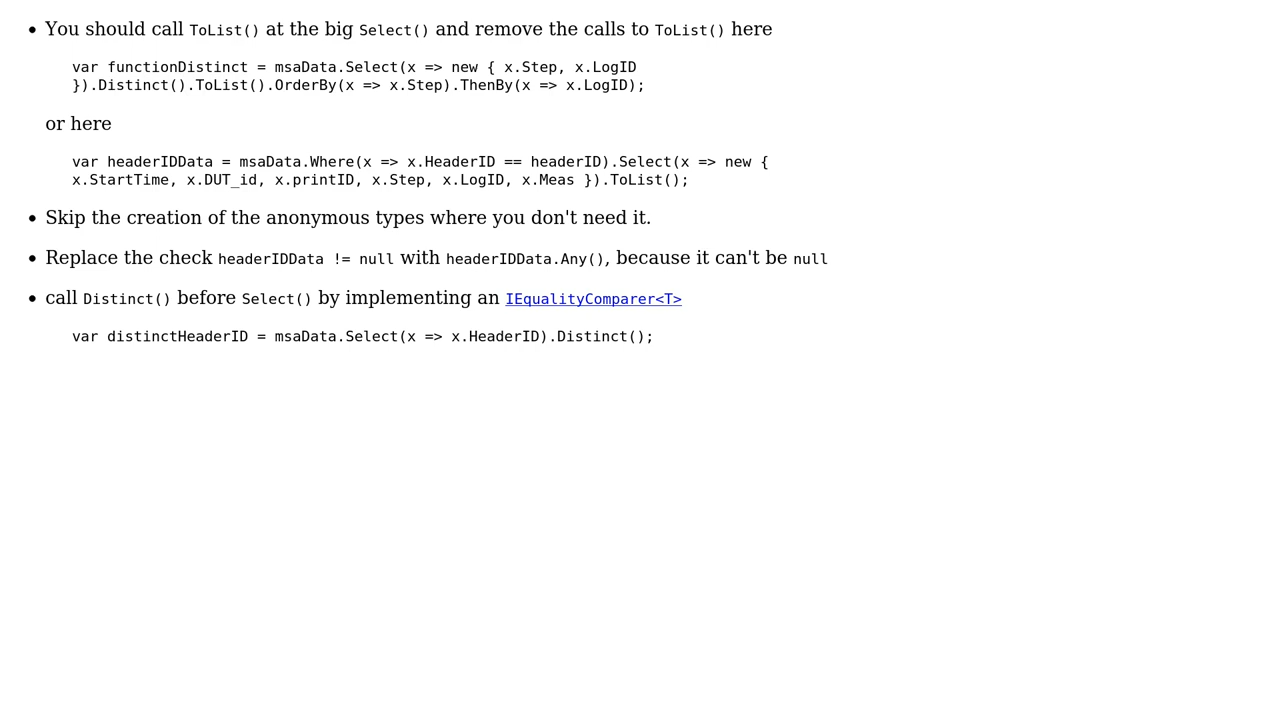 • You should call ToList() at the big Select() and remove the calls to ToList() here
var functionDistinct = msaData.Select(x => new { x.Step, x.LogID
}).Distinct().ToList().OrderBy(x => x.Step).ThenBy(x => x.LogID);
or here
var headerIDData = msaData.Where(x => x.HeaderID == headerID).Select(x => new {
x.StartTime, x.DUT_id, x.printID, x.Step, x.LogID, x.Meas }).ToList();
• Skip the creation of the anonymous types where you don't need it.
• Replace the check headerIDData != null with headerIDData.Any(), because it can't be null
• call Distinct() before Select() by implementing an IEqualityComparer<T>
var distinctHeaderID = msaData.Select(x => x.HeaderID).Distinct();